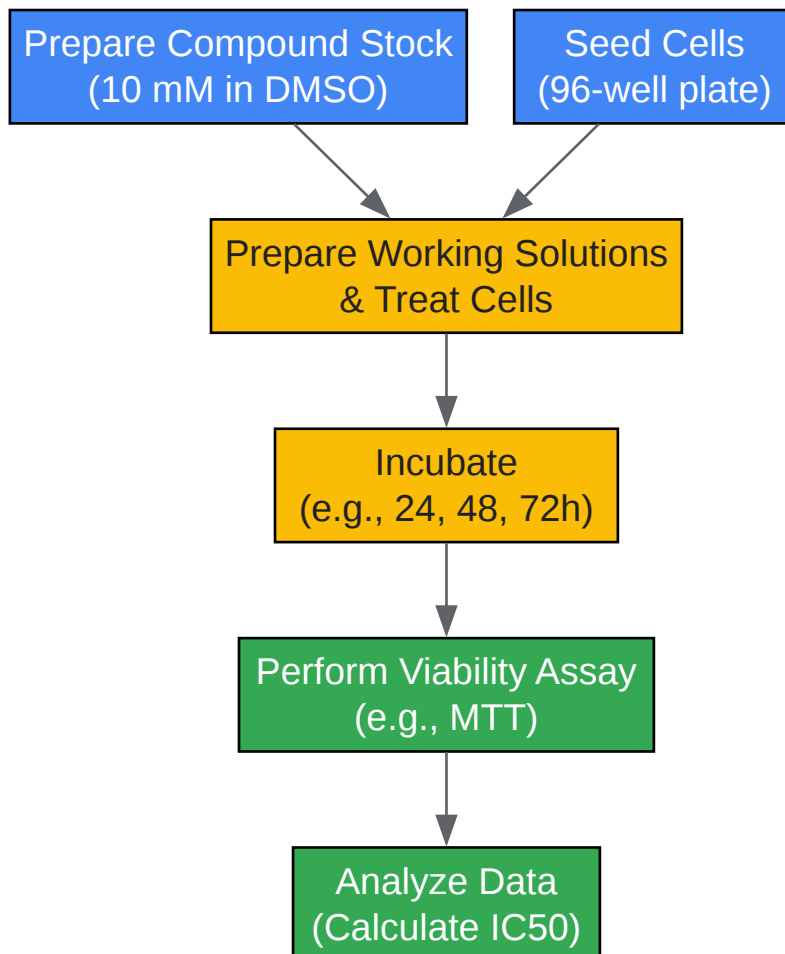 Prepare Compound Stock
(10 mM in DMSO)
Seed Cells
(96-well plate)
Prepare Working Solutions
& Treat Cells
Incubate
(e.g., 24, 48, 72h)
Perform Viability Assay
(e.g., MTT)
Analyze Data
(Calculate IC50)